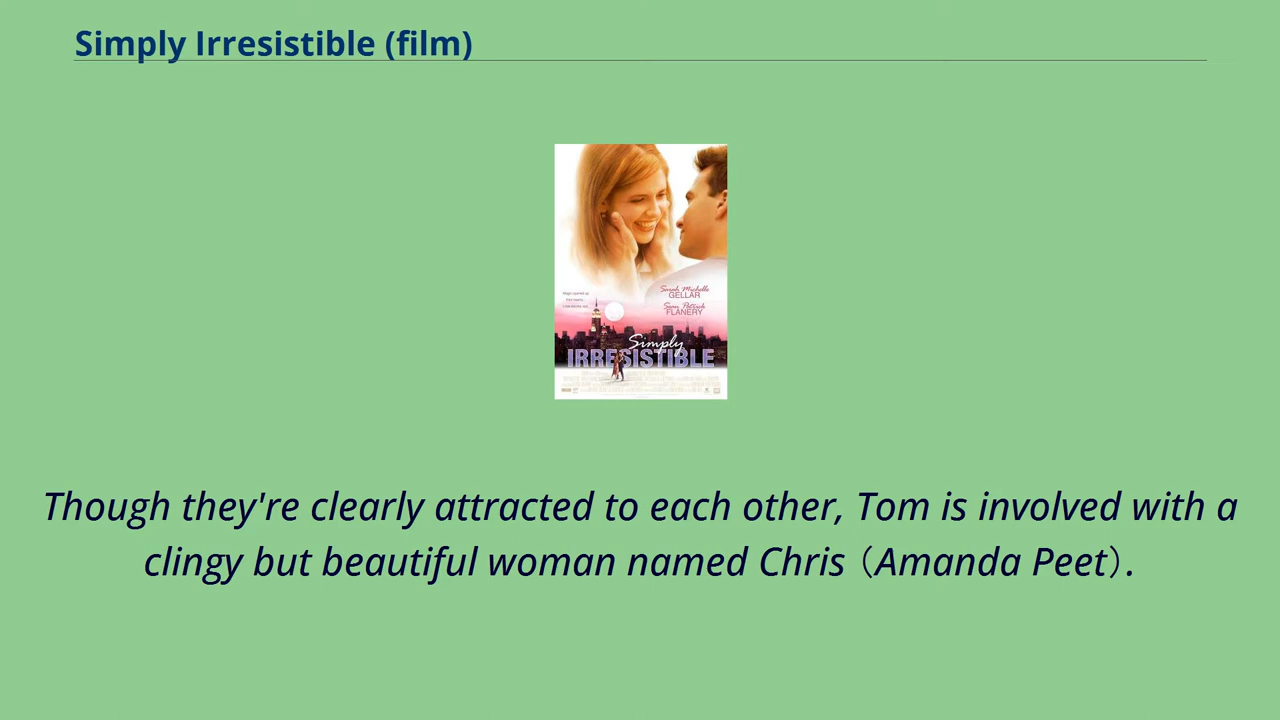 Simply Irresistible (film)
Sarah Michelle
GELLAR
Sean Patrick
FLANERY
Simply
IRRESISTIBLE
Though they're clearly attracted to each other, Tom is involved with a
clingy but beautiful woman named Chris（Amanda Peet）.